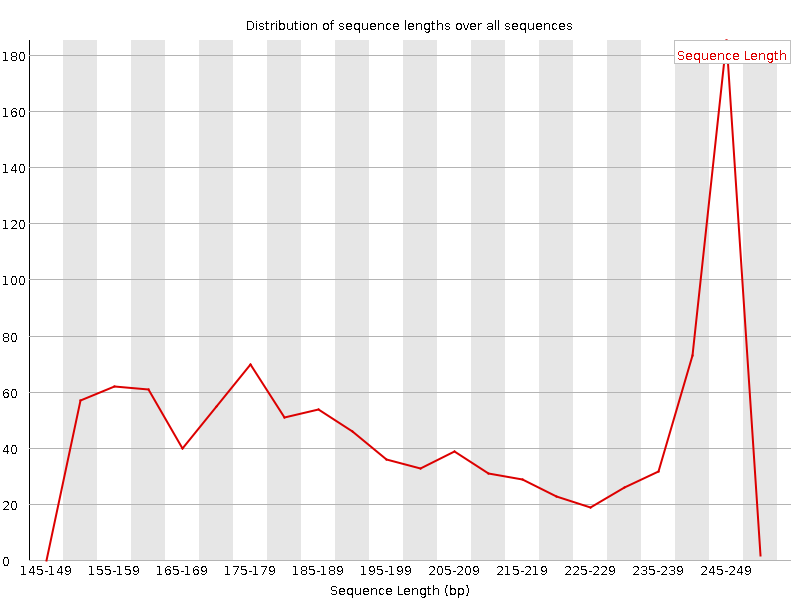 Distribution of sequence lengths over all sequences
Sequence Length
180
160
140
120
100
80
60
40
20
0
145-149 155-159 165-169 175-179 185-189 195-199 205-209 215-219 225-229 235-239 245-249
Sequence Length (bp)